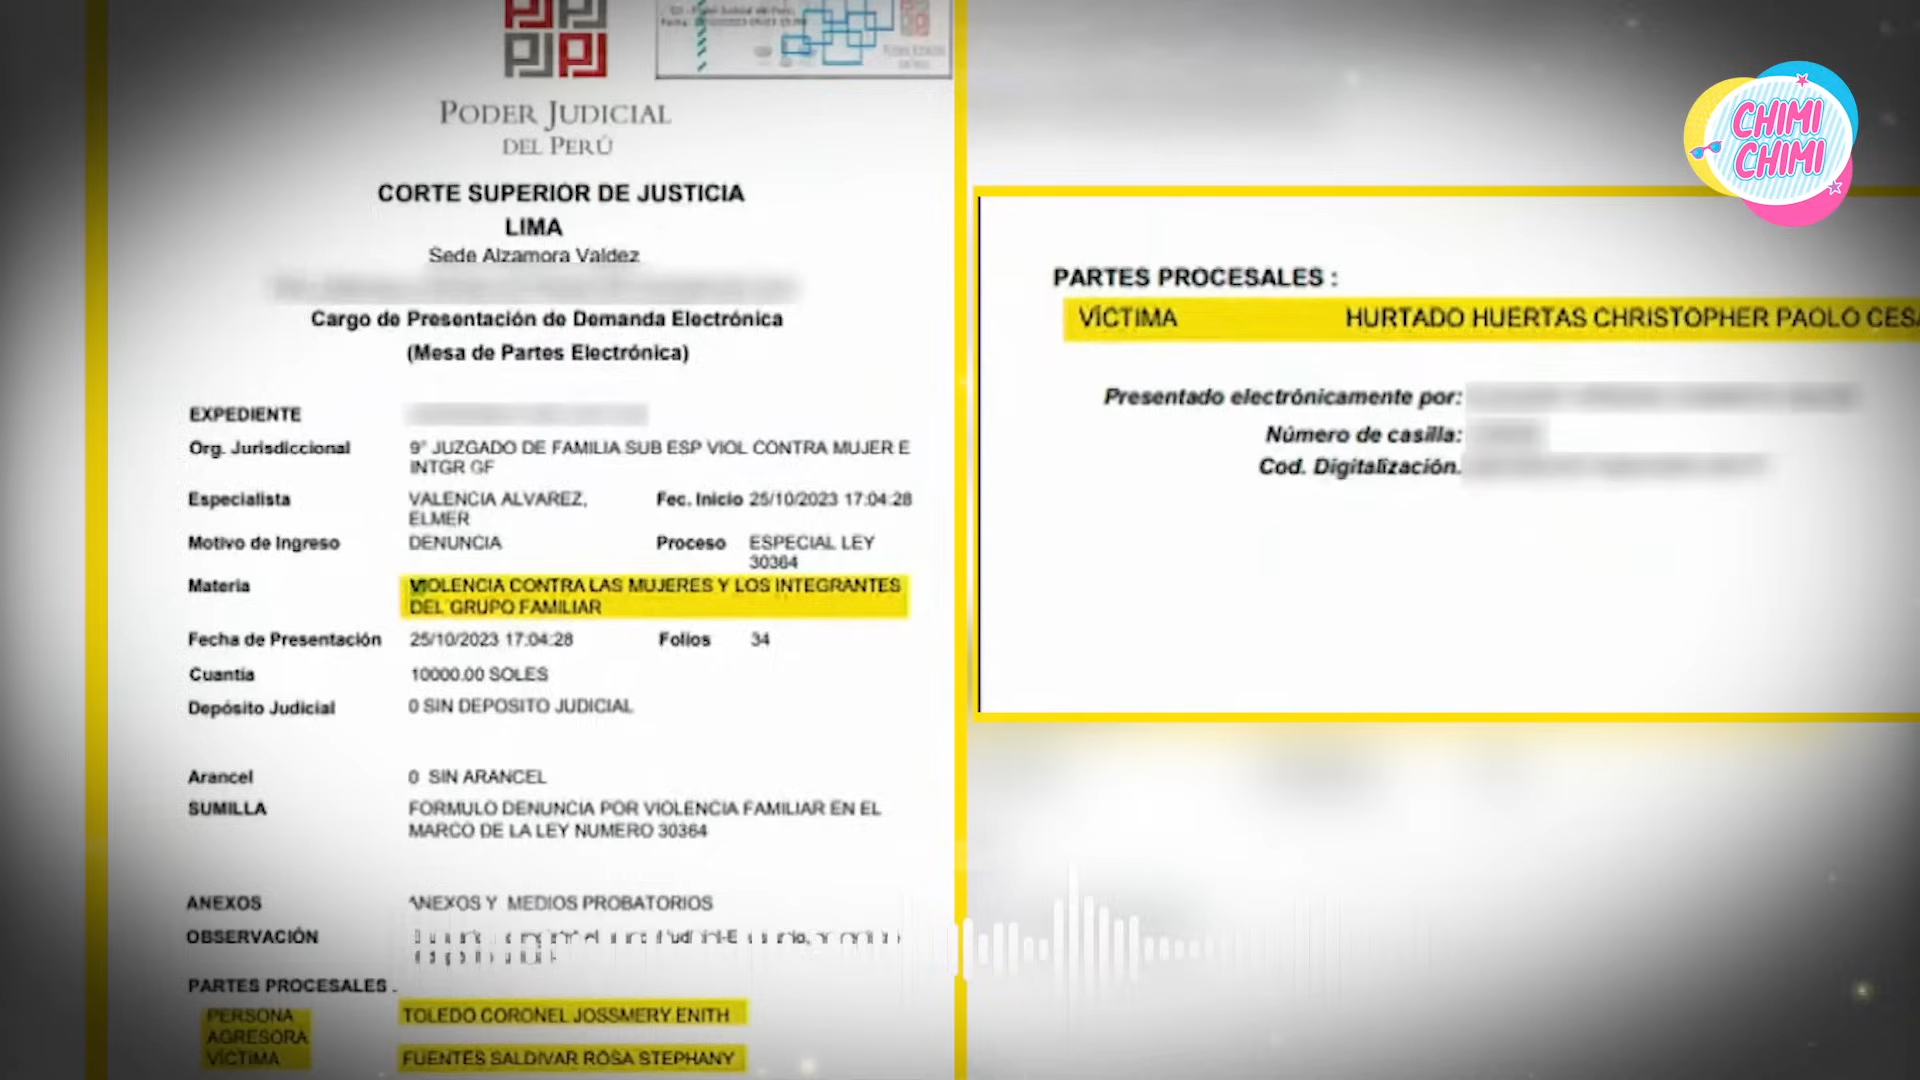 PODER JUDICIAL
DEL PERÚ
CORTE SUPERIOR DE JUSTICIA
LIMA
Sede Alzamora Valdez
Cargo de Presentación de Demanda Electrónica
(Mesa de Partes Electrónica)
EXPEDIENTE
Org. Jurisdiccional 9° JUZGADO DE FAMILIA SUB ESP VIOL CONTRA MUJER E
INTGR GF
Especialista VALENCIA ALVAREZ, Fec. Inicio 25/10/2023 17:04:28
ELMER
Motivo de Ingreso DENUNCIA Proceso ESPECIAL LEY
30364
Materia VIOLENCIA CONTRA LAS MUJERES Y LOS INTEGRANTES
DEL GRUPO FAMILIAR
Fecha de Presentación 25/10/2023 17:04:28 Folios 34
Cuantía 10000.00 SOLES
Depósito Judicial 0 SIN DEPOSITO JUDICIAL
Arancel 0 SIN ARANCEL
SUMILLA FORMULO DENUNCIA POR VIOLENCIA FAMILIAR EN EL
MARCO DE LA LEY NUMERO 30364
ANEXOS ANEXOS Y MEDIOS PROBATORIOS
OBSERVACIÓN
PARTES PROCESALES .
PERSONA TOLEDO CORONEL JOSSMERY ENITH
AGRESORA
VÍCTIMA FUENTES SALDIVAR ROSA STEPHANY
PARTES PROCESALES :
VÍCTIMA HURTADO HUERTAS CHRISTOPHER PAOLO CESA
Presentado electrónicamente por:
Número de casilla:
Cod. Digitalización.
CHIMI
CHIMI